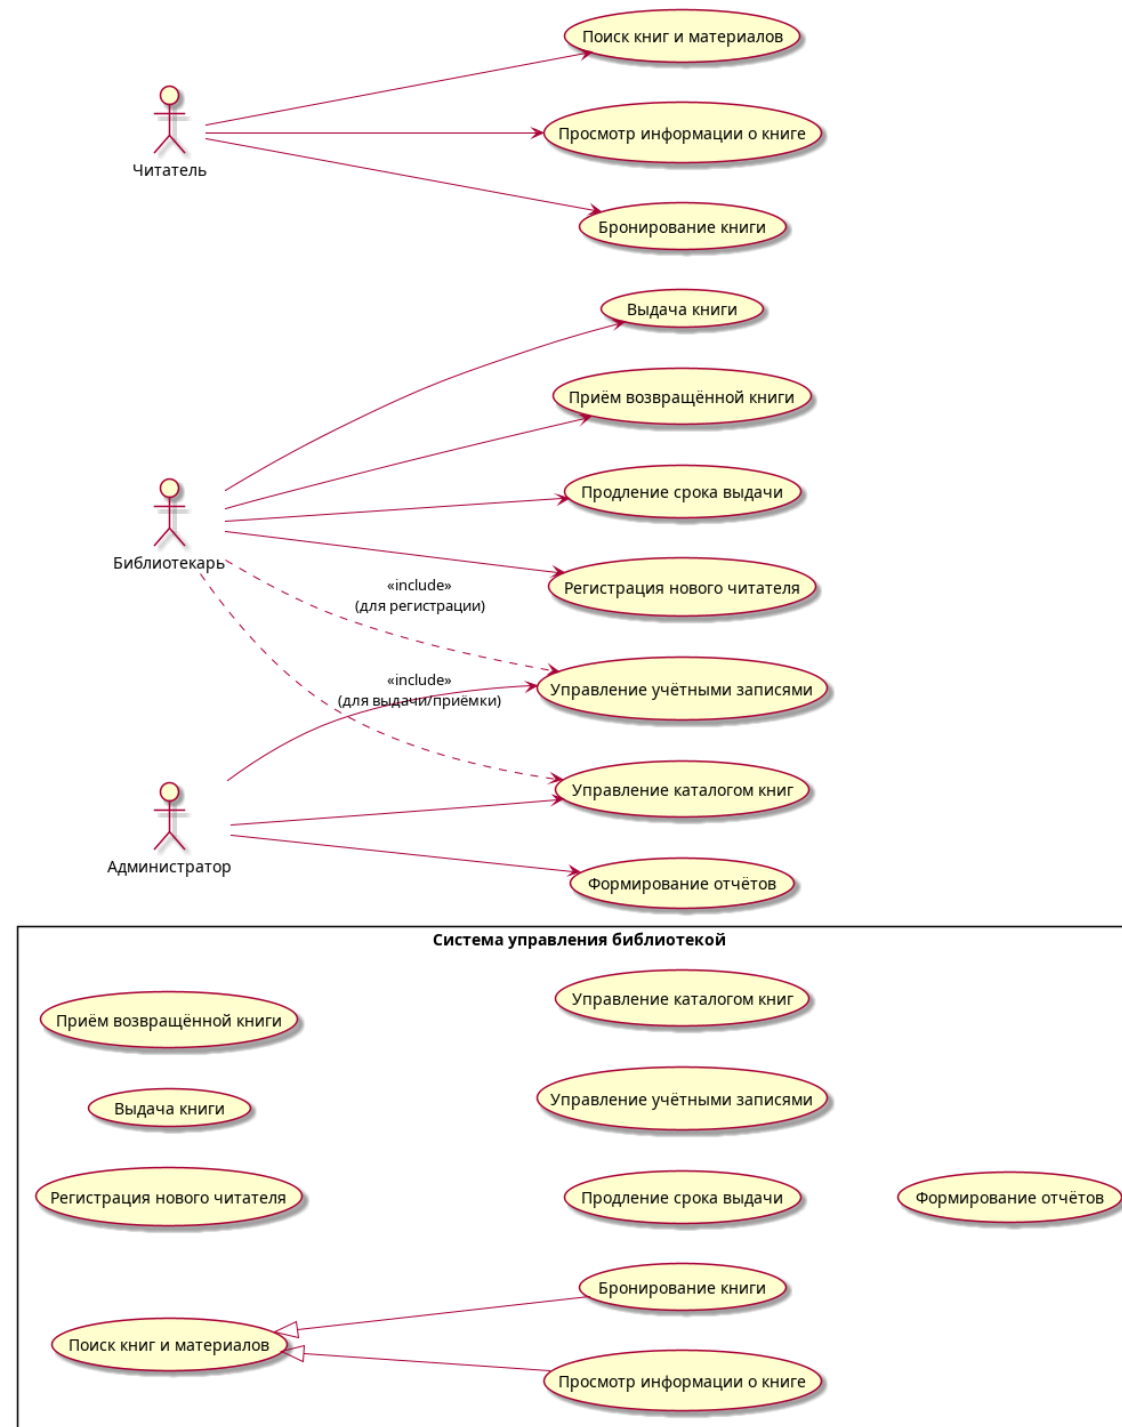 Поиск книг и материалов
Просмотр информации о книге
Читатель
Бронирование книги
Выдача книги
Приём возвращённой книги
Продление срока выдачи
Библиотекарь
Регистрация нового читателя
«include»
(для регистрации)
«include»
(для выдачи/приёмки)
Управление учётными записями
Управление каталогом книг
Администратор
Формирование отчётов
Система управления библиотекой
Приём возвращённой книги
Управление каталогом книг
Выдача книги
Управление учётными записями
Регистрация нового читателя
Продление срока выдачи
Формирование отчётов
Бронирование книги
Поиск книг и материалов
Просмотр информации о книге